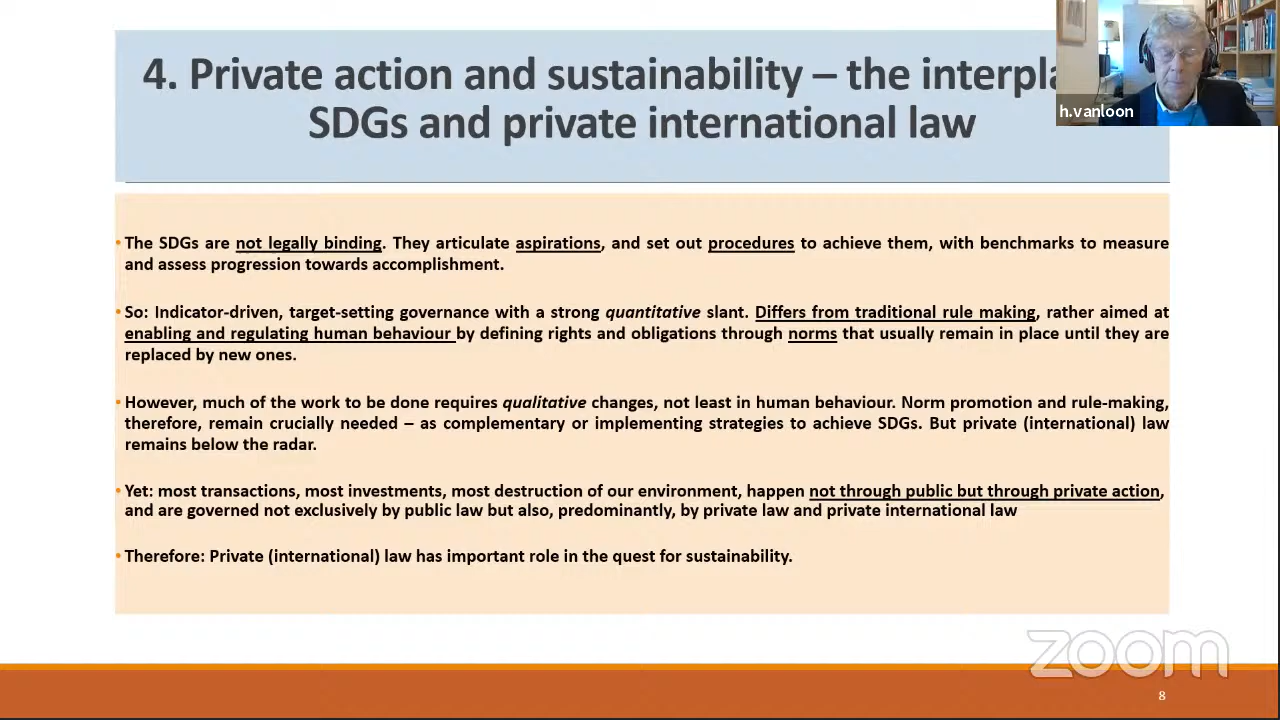 4. Private action and sustainability – the interpla
SDGs and private international law
h.vanloon
• The SDGs are not legally binding. They articulate aspirations, and set out procedures to achieve them, with benchmarks to measure
and assess progression towards accomplishment.
• So: Indicator-driven, target-setting governance with a strong quantitative slant. Differs from traditional rule making, rather aimed at
enabling and regulating human behaviour by defining rights and obligations through norms that usually remain in place until they are
replaced by new ones.
• However, much of the work to be done requires qualitative changes, not least in human behaviour. Norm promotion and rule-making,
therefore, remain crucially needed – as complementary or implementing strategies to achieve SDGs. But private (international) law
remains below the radar.
• Yet: most transactions, most investments, most destruction of our environment, happen not through public but through private action,
and are governed not exclusively by public law but also, predominantly, by private law and private international law
• Therefore: Private (international) law has important role in the quest for sustainability.
zoom
8